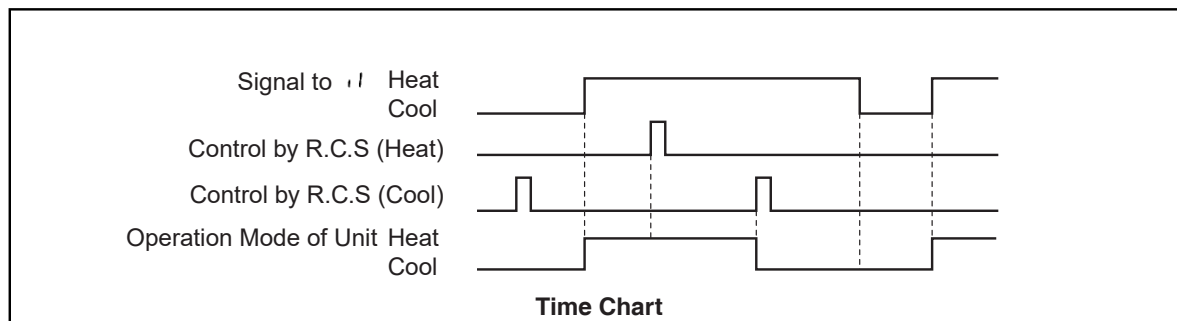 Signal to Heat
Cool
Control by R.C.S (Heat)
Control by R.C.S (Cool)
Operation Mode of Unit Heat
Cool
Time Chart